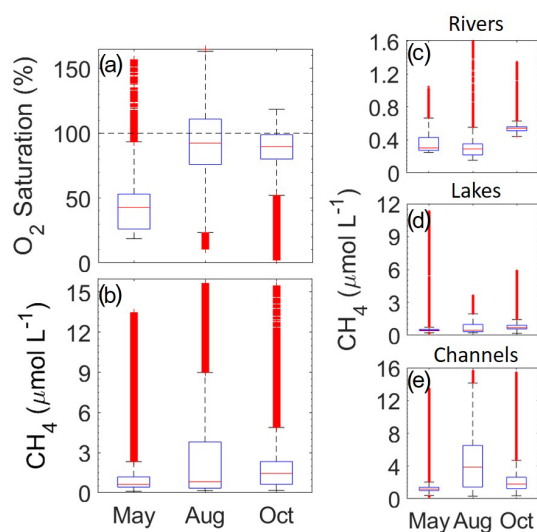 (a)
150
100
50
0
O₂ Saturation (%)
(b)
15
12
9
6
3
0
CH₄ (μmol L⁻¹)
May Aug Oct
Rivers
(c)
1.6
1.2
0.8
0.4
0
Lakes
(d)
12
9
6
3
0
CH₄ (μmol L⁻¹)
Channels
(e)
16
12
8
4
0
May Aug Oct